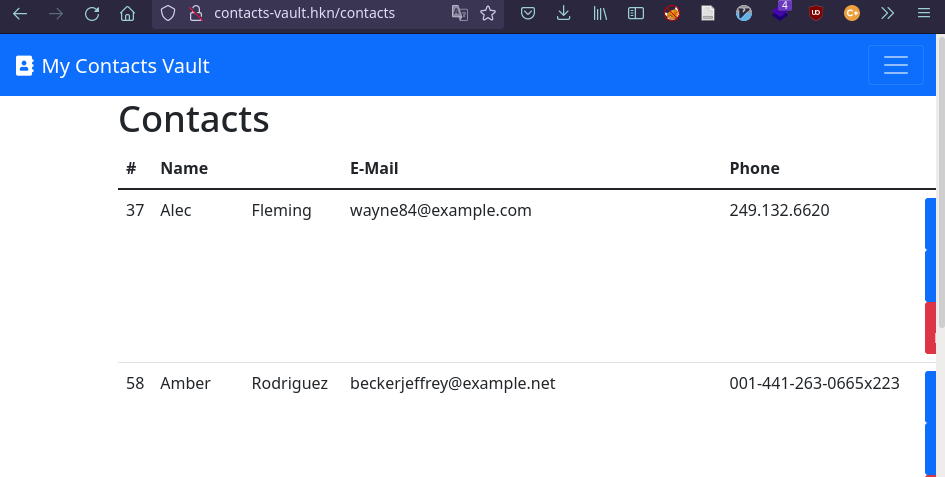 contacts-vault.hkn/contacts
4
UD
C+
My Contacts Vault
Contacts
# Name E-Mail Phone
37 Alec Fleming wayne84@example.com 249.132.6620
58 Amber Rodriguez beckerjeffrey@example.net 001-441-263-0665x223